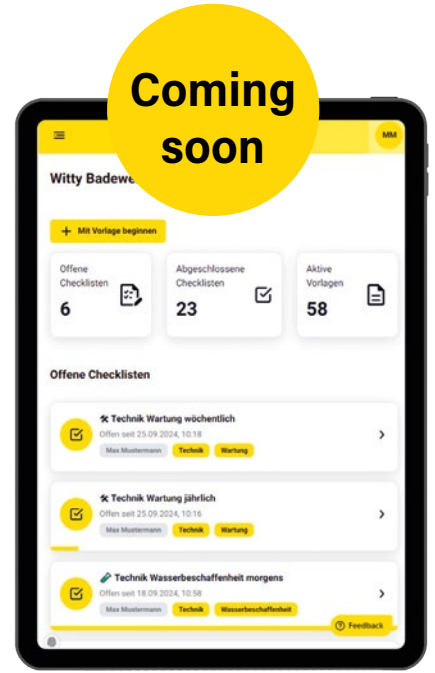 Coming
soon
MM
Witty Badewe
+ Mit Vorlage beginnen
Offene
Checklisten
6
Abgeschlossene
Checklisten
23
Aktive
Vorlagen
58
Offene Checklisten
Technik Wartung wöchentlich
Offen seit 25.09.2024, 10:18
Max Mustermann Technik Wartung
Technik Wartung jährlich
Offen seit 25.09.2024, 10:16
Max Mustermann Technik Wartung
Technik Wasserbeschaffenheit morgens
Offen seit 18.09.2024, 10:58
Max Mustermann Technik Wasserbeschaffenheit
Feedback